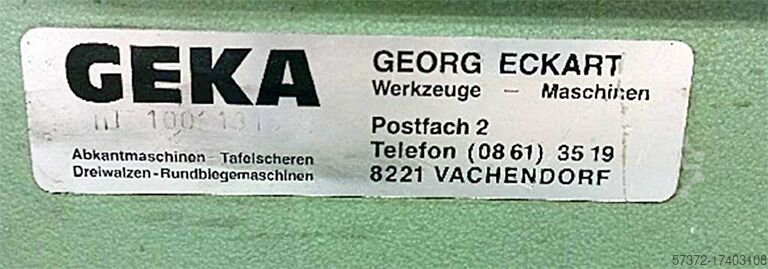 GEKA
GEORG ECKART
Werkzeuge – Maschinen
Postfach 2
Telefon (08 61) 35 19
8221 VACHENDORF
Abkantmaschinen - Tafelscheren
Dreiwalzen - Rundbiegemaschinen
57372-17403108